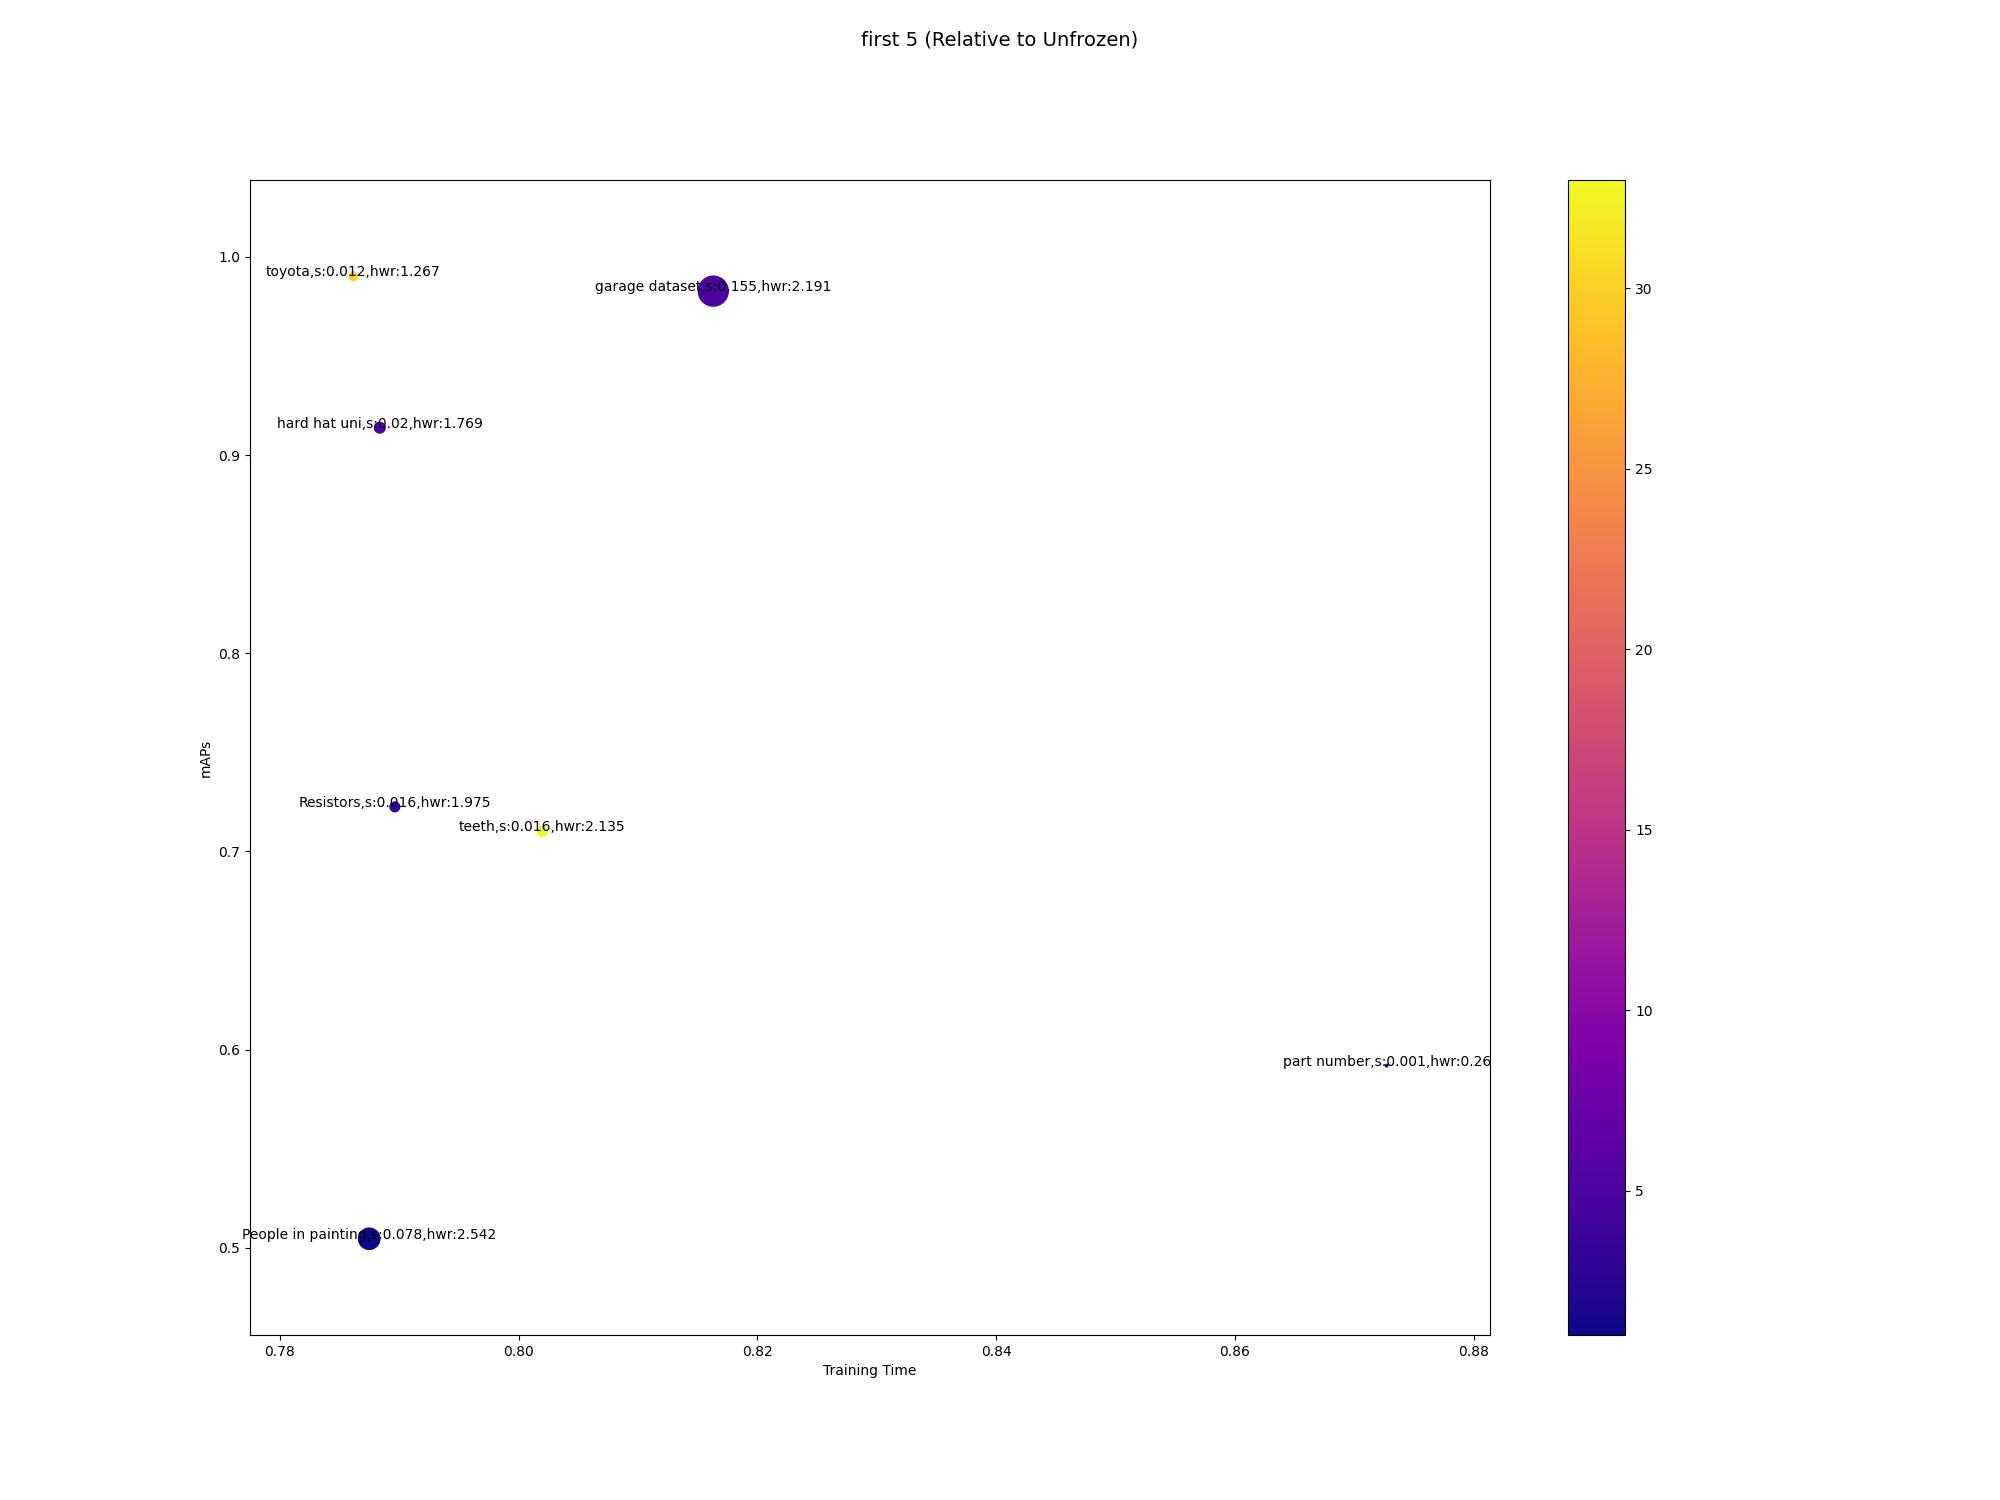 first 5 (Relative to Unfrozen)
1.0
0.9
0.8
0.7
0.6
0.5
mAPs
toyota,s:0.012,hwr:1.267
garage dataset,s:0.155,hwr:2.191
hard hat uni,s:0.02,hwr:1.769
Resistors,s:0.016,hwr:1.975
teeth,s:0.016,hwr:2.135
part number,s:0.001,hwr:0.26
People in painting,s:0.078,hwr:2.542
0.78 0.80 0.82 0.84 0.86 0.88
Training Time
30
25
20
15
10
5